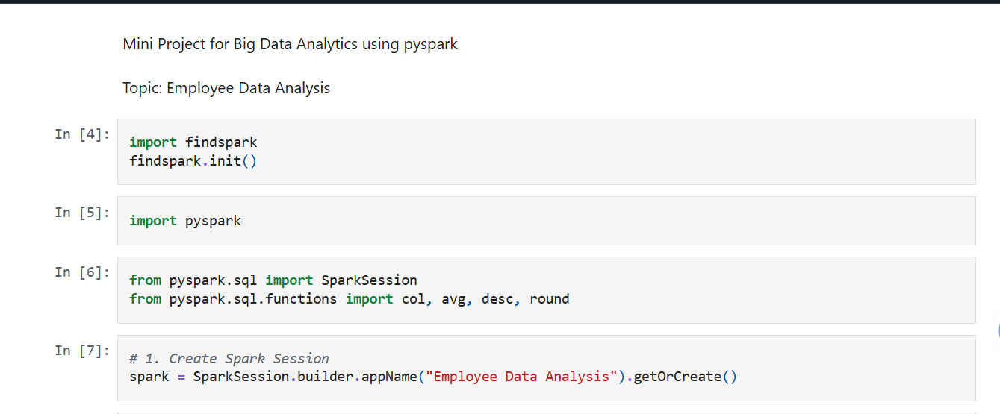 Mini Project for Big Data Analytics using pyspark
Topic: Employee Data Analysis
In [4]:
import findspark
findspark.init()
In [5]:
import pyspark
In [6]:
from pyspark.sql import SparkSession
from pyspark.sql.functions import col, avg, desc, round
In [7]:
# 1. Create Spark Session
spark = SparkSession.builder.appName("Employee Data Analysis").getOrCreate()